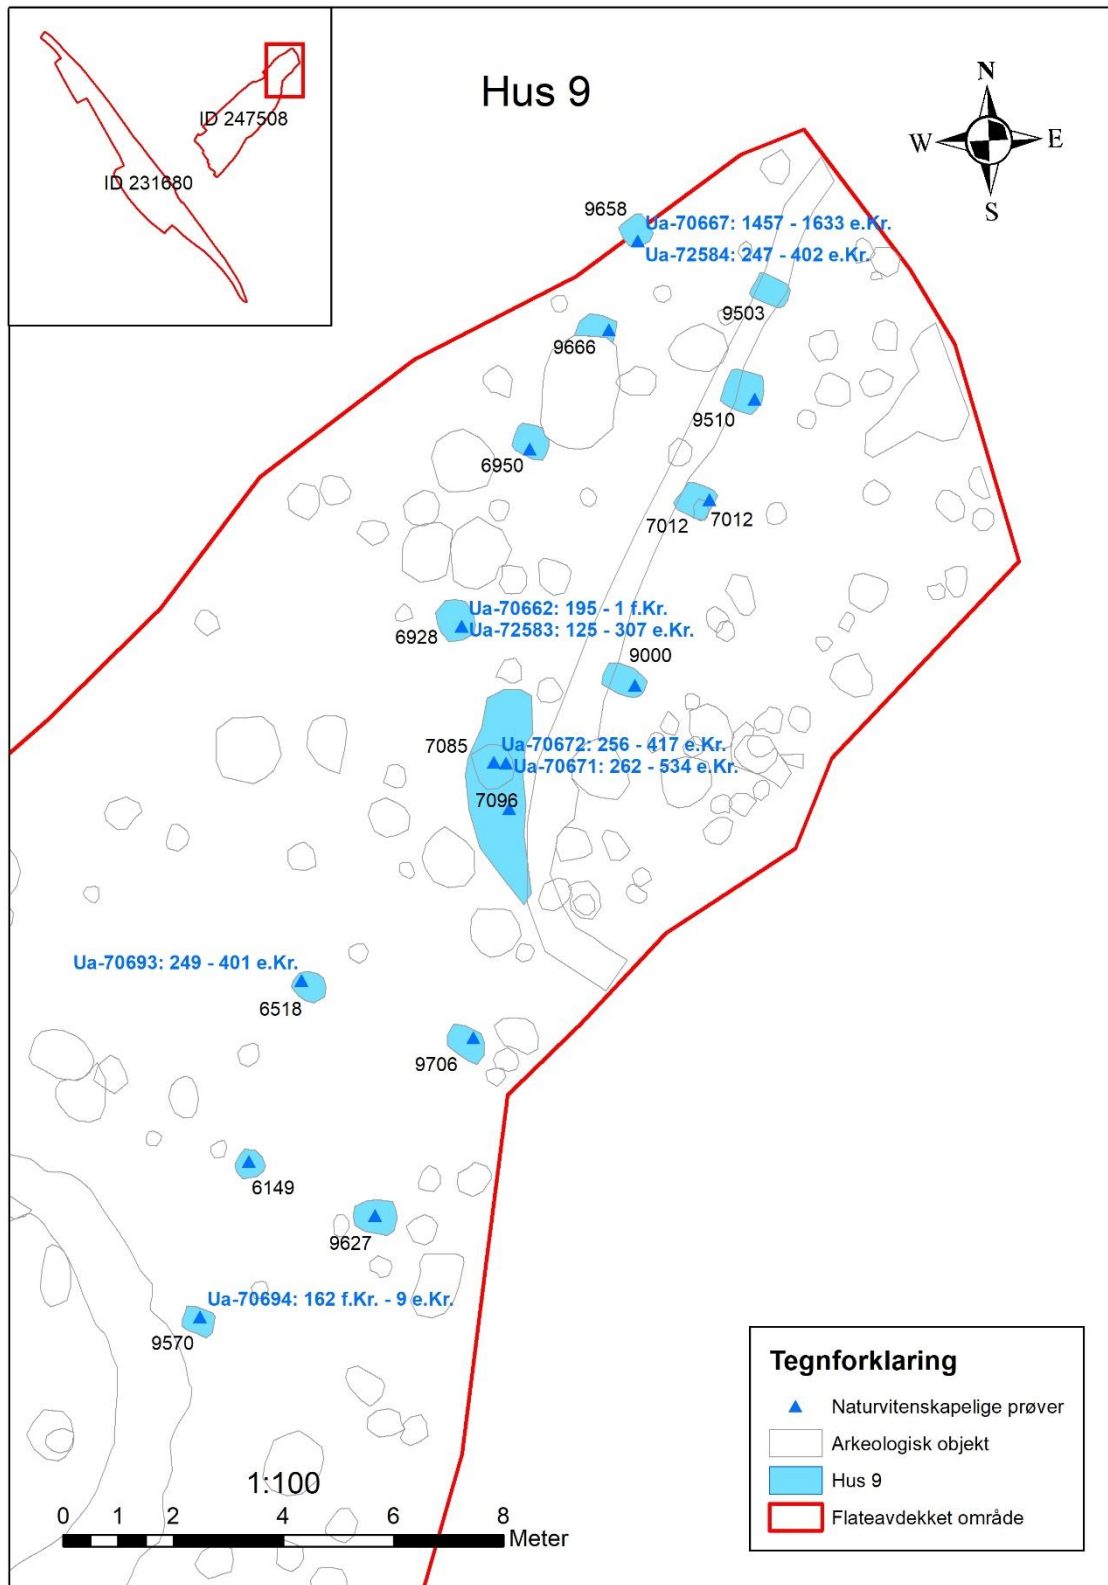 ID 247508
ID 231680
Hus 9
N
W
E
S
9658
Ua-70667: 1457 - 1633 e.Kr.
Ua-72584: 247 - 402 e.Kr.
9503
9666
9510
6950
7012
7012
Ua-70662: 195 - 1 f.Kr.
6928
Ua-72583: 125 - 307 e.Kr.
9000
7085
Ua-70672: 256 - 417 e.Kr.
Ua-70671: 262 - 534 e.Kr.
7096
Ua-70693: 249 - 401 e.Kr.
6518
9706
6149
9627
Ua-70694: 162 f.Kr. - 9 e.Kr.
9570
1:100
0 1 2 4 6 8
Meter
Tegnforklaring
Naturvitenskapelige prøver
Arkeologisk objekt
Hus 9
Flateavdekket område